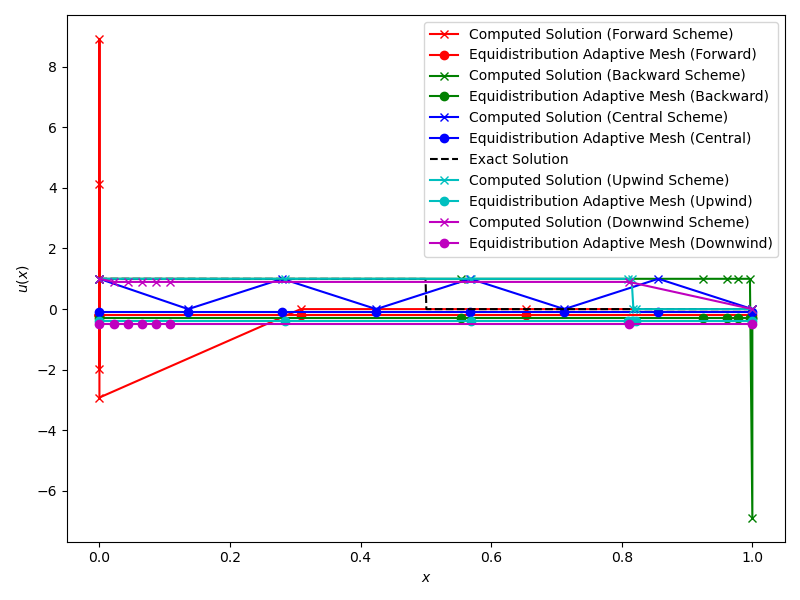 Computed Solution (Forward Scheme)
Equidistribution Adaptive Mesh (Forward)
Computed Solution (Backward Scheme)
Equidistribution Adaptive Mesh (Backward)
Computed Solution (Central Scheme)
Equidistribution Adaptive Mesh (Central)
Exact Solution
Computed Solution (Upwind Scheme)
Equidistribution Adaptive Mesh (Upwind)
Computed Solution (Downwind Scheme)
Equidistribution Adaptive Mesh (Downwind)
8
6
4
2
0
−2
−4
−6
u(x)
0.0 0.2 0.4 0.6 0.8 1.0
x